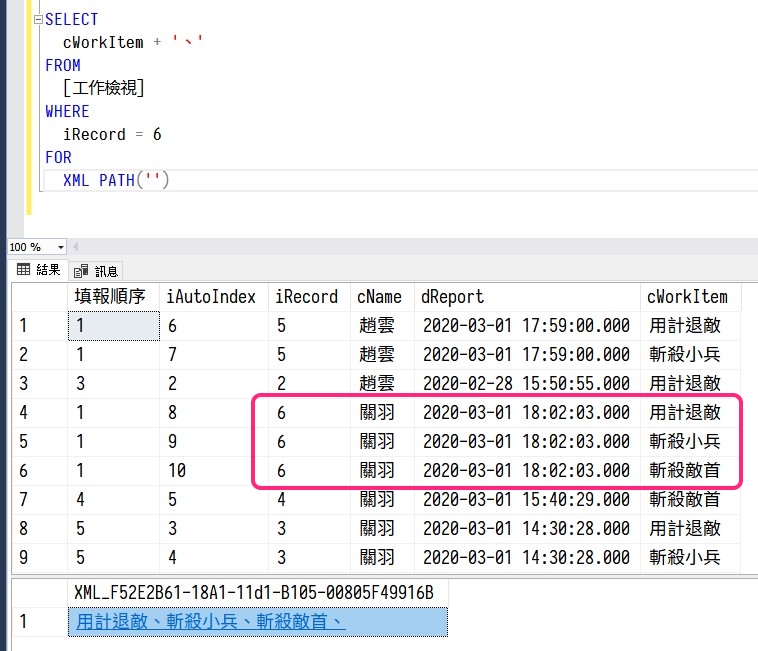 SELECT
cWorkItem + '、'
FROM
[工作檢視]
WHERE
iRecord = 6
FOR
XML PATH('')
100 %
結果 訊息
填報順序 iAutoIndex iRecord cName dReport cWorkItem
1 1 6 5 趙雲 2020-03-01 17:59:00.000 用計退敵
2 1 7 5 趙雲 2020-03-01 17:59:00.000 斬殺小兵
3 3 2 2 趙雲 2020-02-28 15:50:55.000 用計退敵
4 1 8 6 關羽 2020-03-01 18:02:03.000 用計退敵
5 1 9 6 關羽 2020-03-01 18:02:03.000 斬殺小兵
6 1 10 6 關羽 2020-03-01 18:02:03.000 斬殺敵首
7 4 5 4 關羽 2020-03-01 15:40:29.000 斬殺敵首
8 5 3 3 關羽 2020-03-01 14:30:28.000 用計退敵
9 5 4 3 關羽 2020-03-01 14:30:28.000 斬殺小兵
XML_F52E2B61-18A1-11d1-B105-00805F49916B
1 用計退敵、斬殺小兵、斬殺敵首、